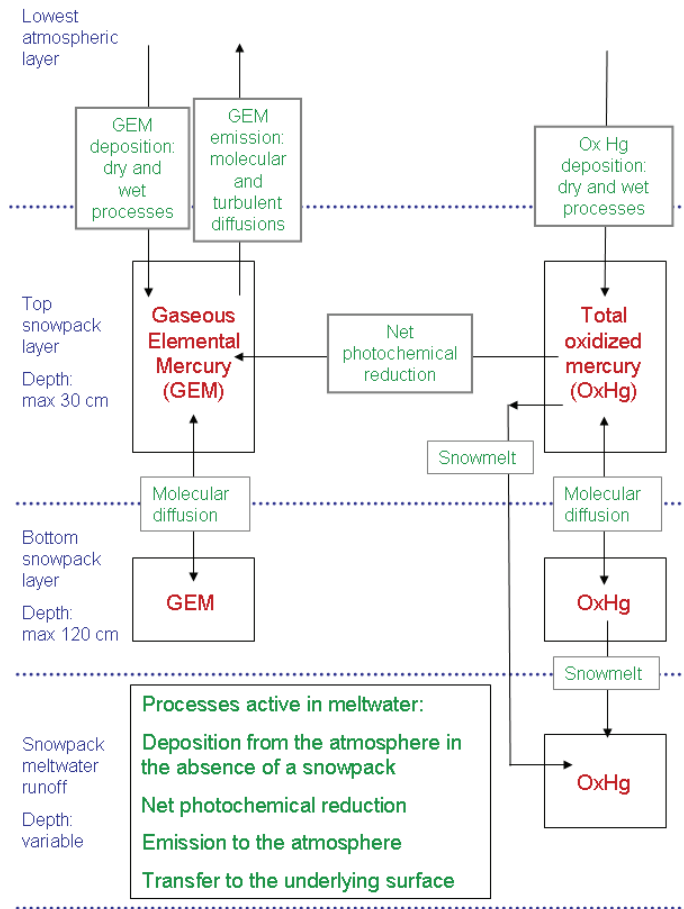 Lowest
atmospheric
layer
GEM
deposition:
dry and
wet
processes
GEM
emission:
molecular
and
turbulent
diffusions
Ox Hg
deposition:
dry and wet
processes
Top
snowpack
layer
Depth:
max 30 cm
Gaseous
Elemental
Mercury
(GEM)
Net
photochemical
reduction
Total
oxidized
mercury
(OxHg)
Snowmelt
Molecular
diffusion
Molecular
diffusion
Bottom
snowpack
layer
Depth:
max 120 cm
GEM
OxHg
Snowmelt
Snowpack
meltwater
runoff
Depth:
variable
Processes active in meltwater:
Deposition from the atmosphere in
the absence of a snowpack
Net photochemical reduction
Emission to the atmosphere
Transfer to the underlying surface
OxHg